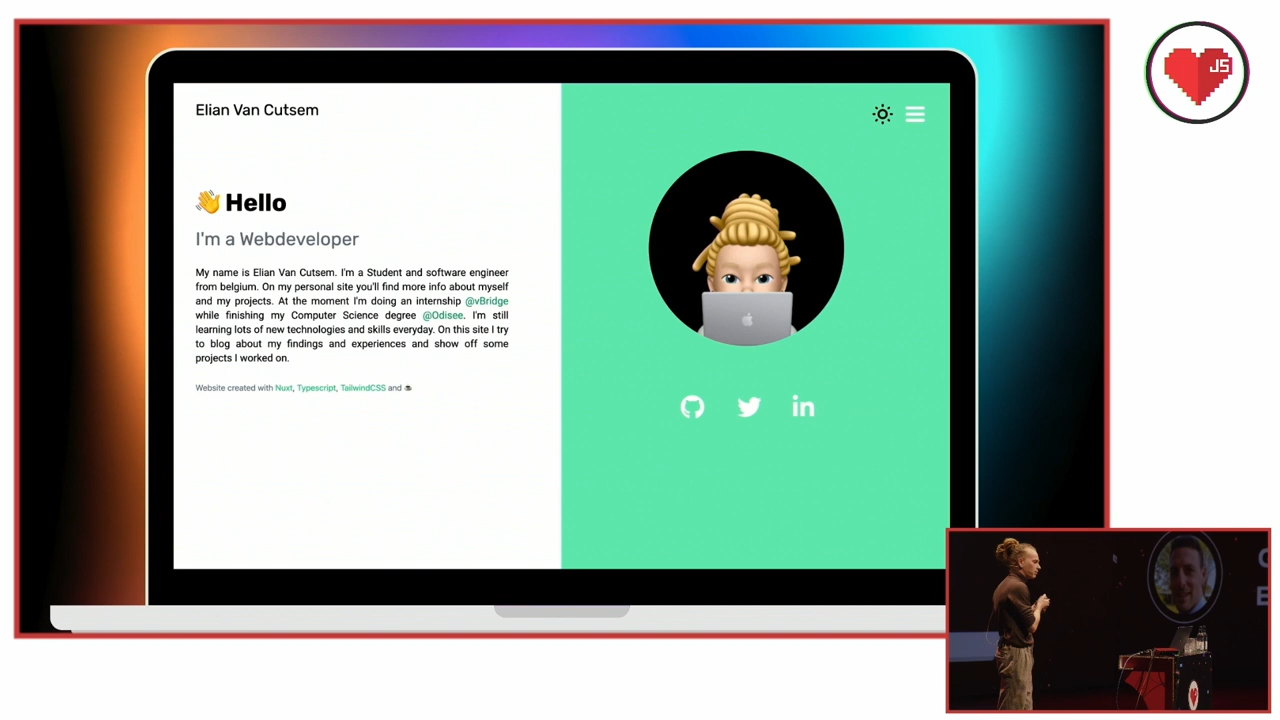 JS
Elian Van Cutsem
👋 Hello
I'm a Webdeveloper
My name is Elian Van Cutsem. I'm a Student and software engineer
from belgium. On my personal site you'll find more info about myself
and my projects. At the moment I'm doing an internship @vBridge
while finishing my Computer Science degree @Odisee. I'm still
learning lots of new technologies and skills everyday. On this site I try
to blog about my findings and experiences and show off some
projects I worked on.
Website created with Nuxt, Typescript, TailwindCSS and
in